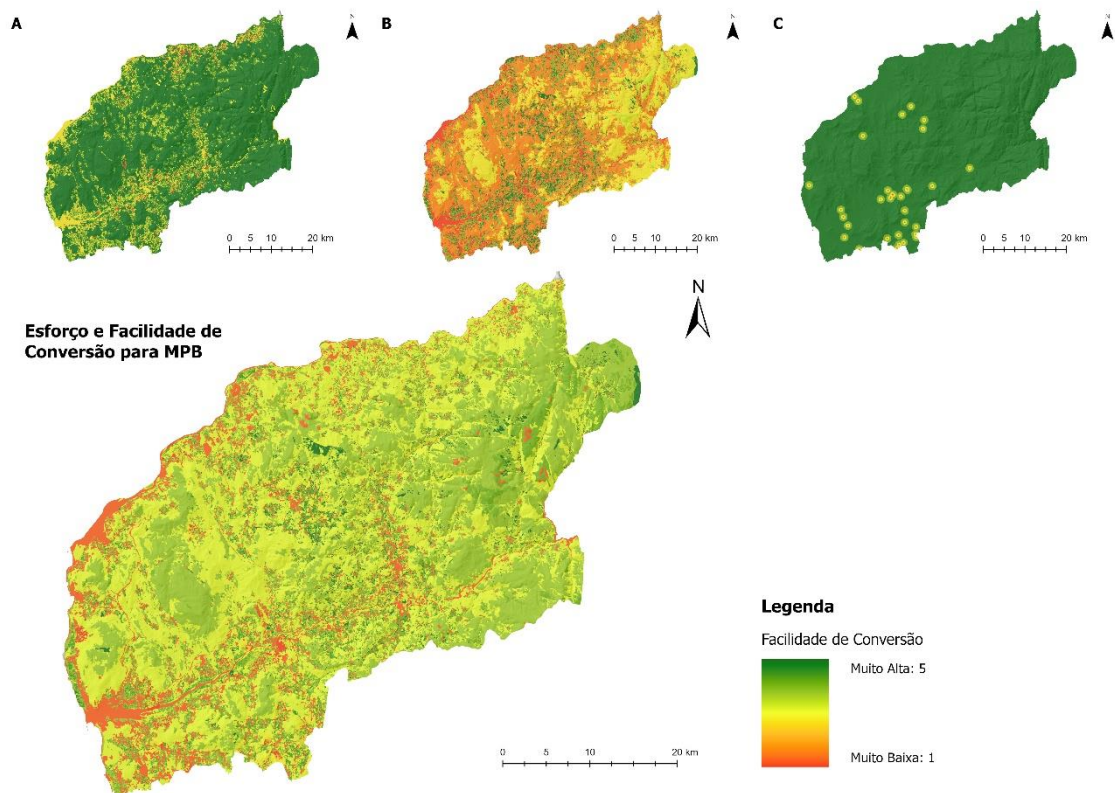 A
N
B
N
C
N
0 5 10 20 km
0 5 10 20 km
0 5 10 20 km
Esforço e Facilidade de
Conversão para MPB
N
Legenda
Facilidade de Conversão
Muito Alta: 5
Muito Baixa: 1
0 5 10 20 km